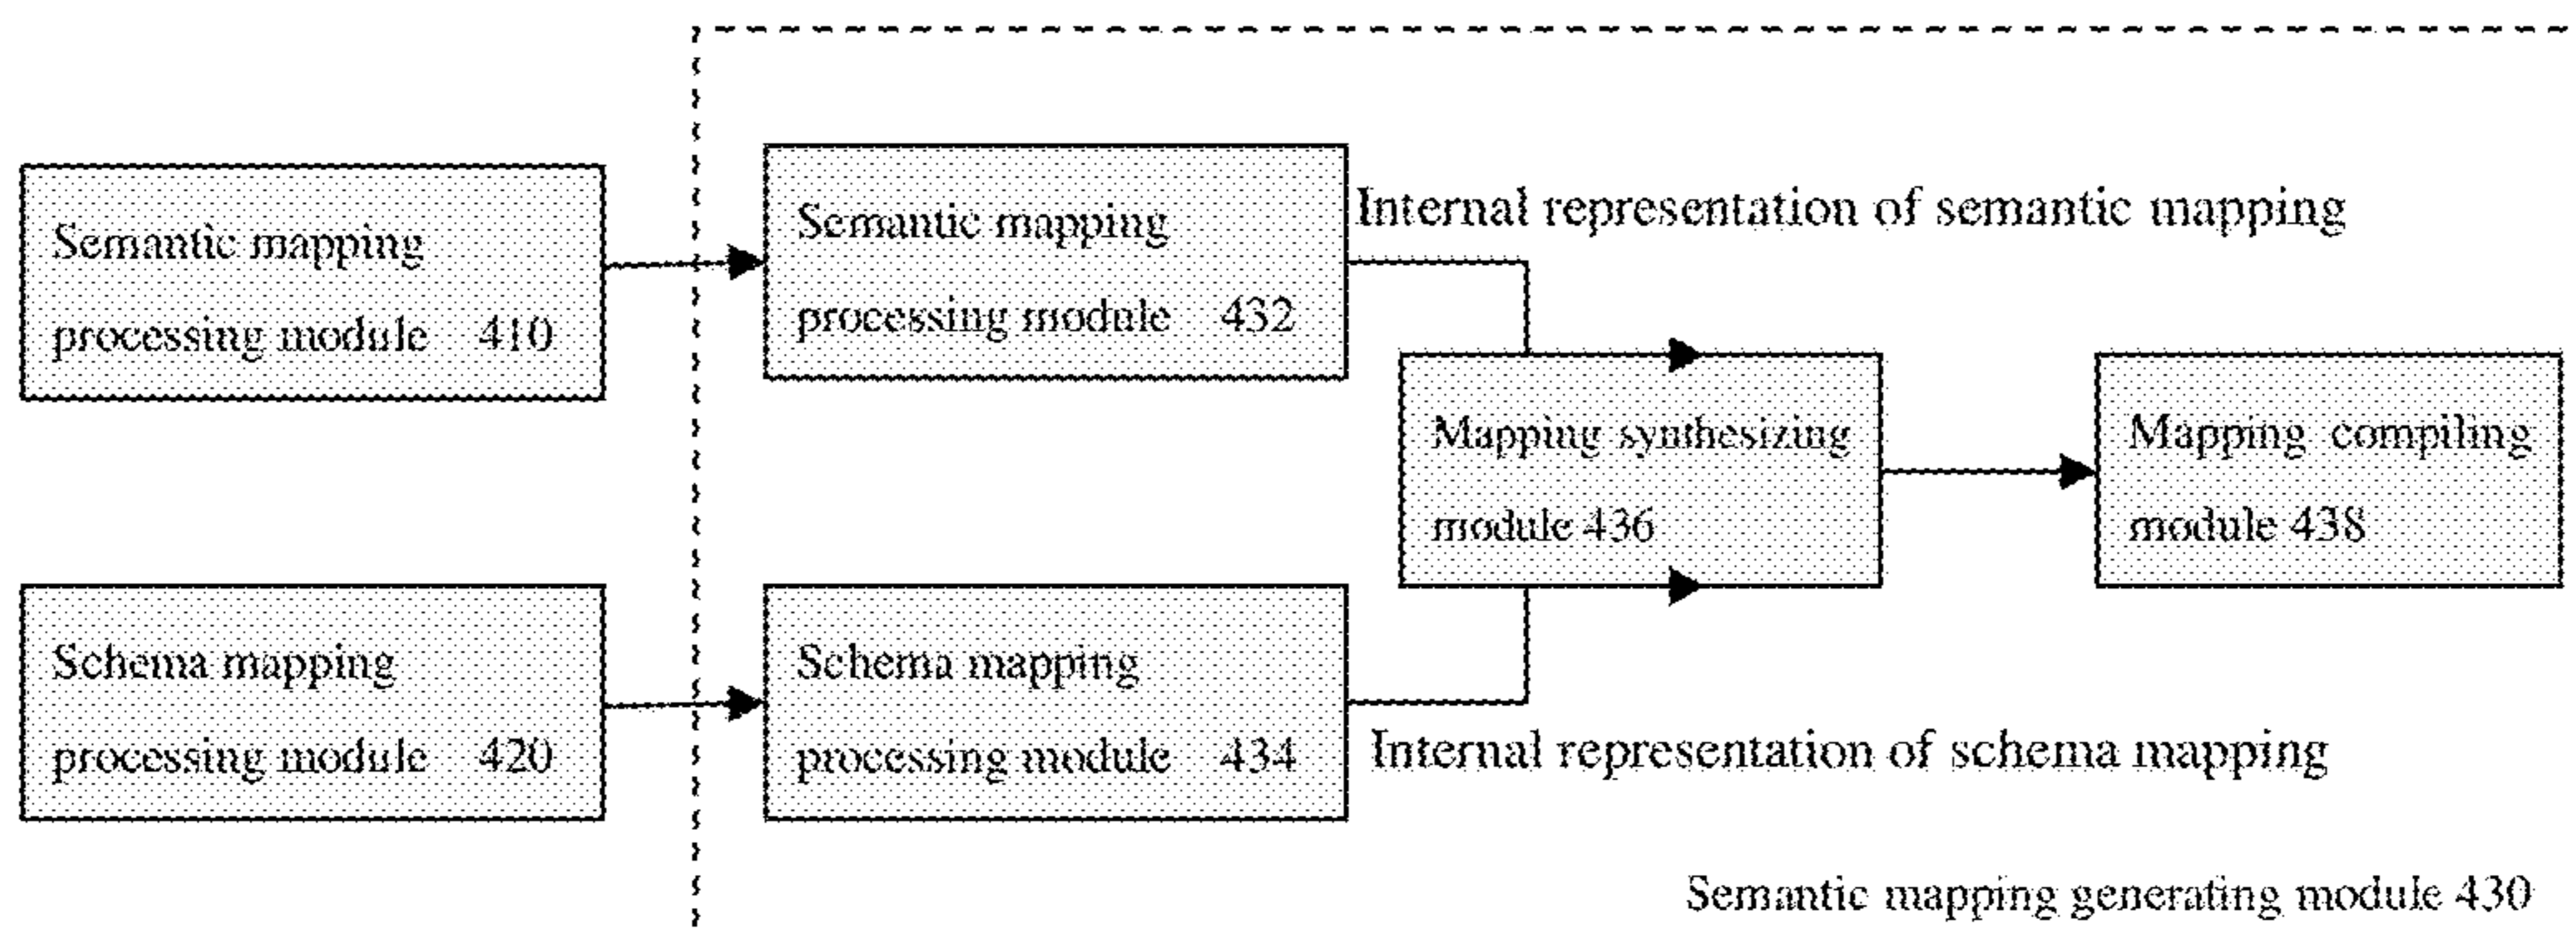 Semantic mapping
processing module 410
Semantic mapping
processing module 432
Internal representation of semantic mapping
Mapping synthesizing
module 436
Mapping compiling
module 438
Schema mapping
processing module 420
Schema mapping
processing module 434
Internal representation of schema mapping
Semantic mapping generating module 430